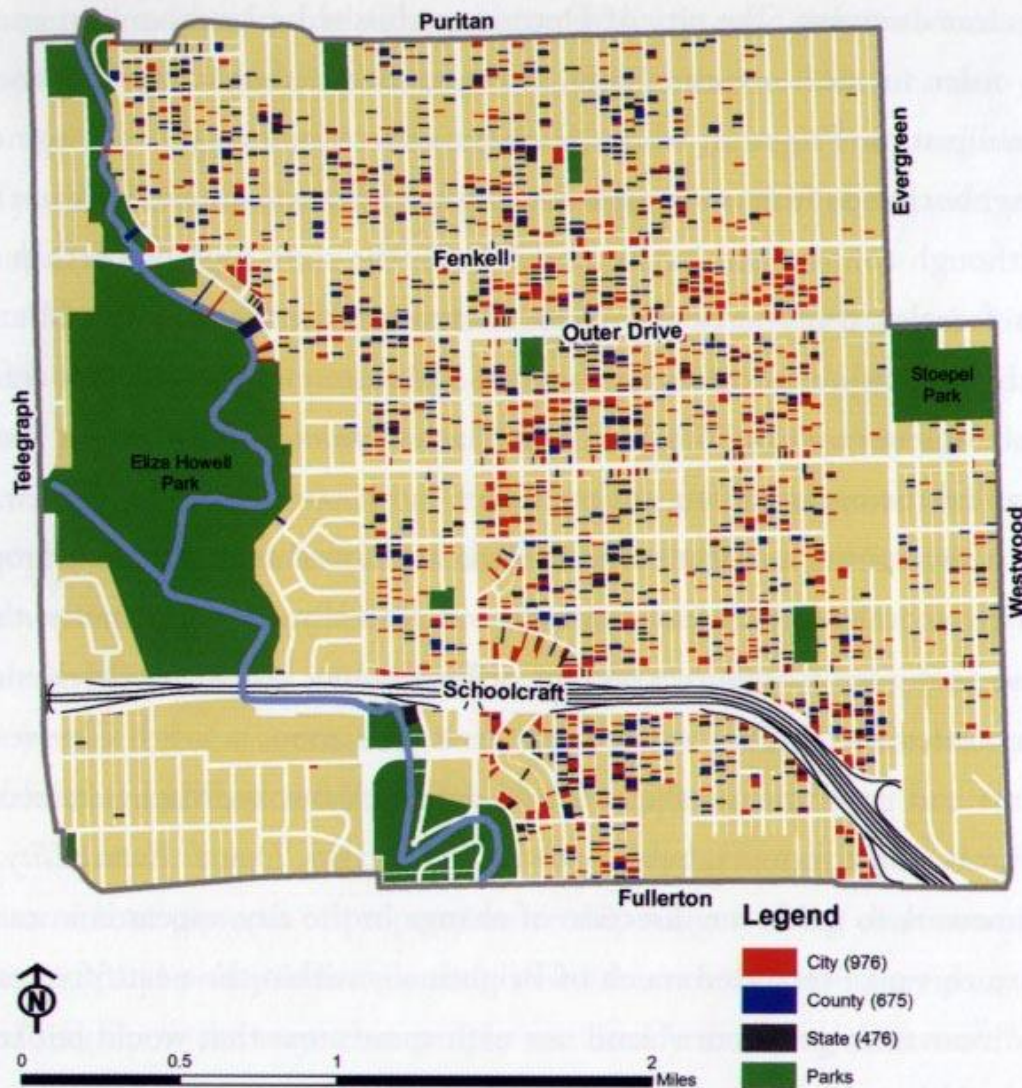 Puritan
Evergreen
Fenkell
Outer Drive
Stoepel
Park
Telegraph
Eliza Howell
Park
Westwood
Schoolcraft
Fullerton
Legend
City (976)
County (675)
State (476)
Parks
N
0
0.5
1
2
Miles